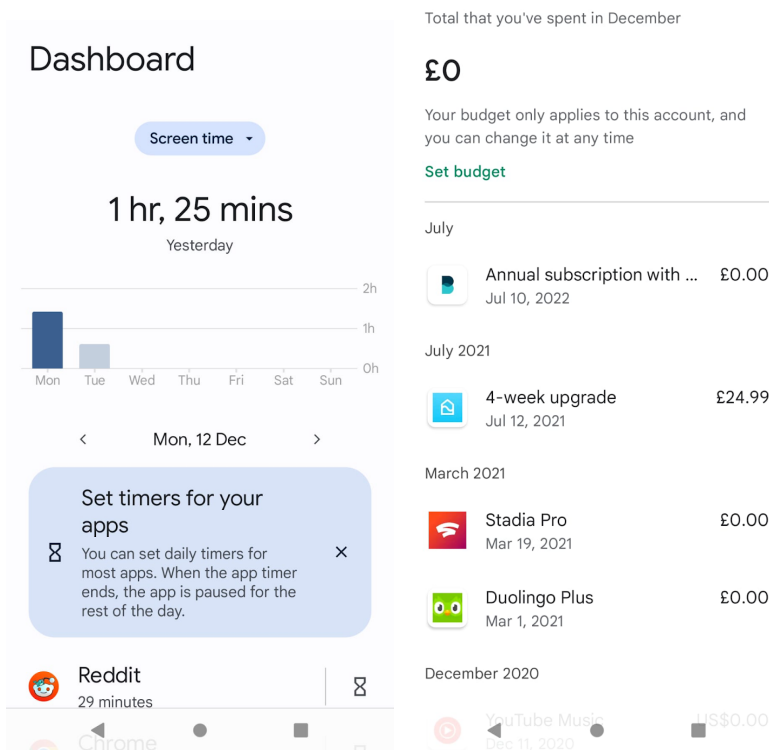 Dashboard
Screen time
1 hr, 25 mins
Yesterday
2h
1h
0h
Mon Tue Wed Thu Fri Sat Sun
Mon, 12 Dec
Set timers for your
apps
You can set daily timers for
most apps. When the app timer
ends, the app is paused for the
rest of the day.
Reddit
29 minutes
Chrome
Total that you've spent in December
£0
Your budget only applies to this account, and
you can change it at any time
Set budget
July
Annual subscription with ... £0.00
Jul 10, 2022
July 2021
4-week upgrade £24.99
Jul 12, 2021
March 2021
Stadia Pro £0.00
Mar 19, 2021
Duolingo Plus £0.00
Mar 1, 2021
December 2020
YouTube Music US$0.00
Dec 11, 2020